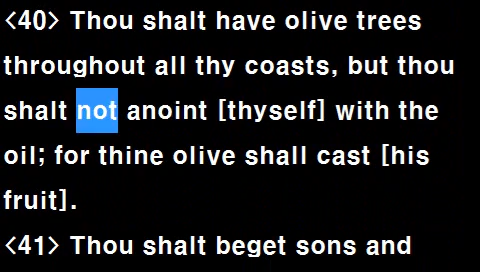 <40> Thou shalt have olive trees
throughout all thy coasts, but thou
shalt not anoint [thyself] with the
oil; for thine olive shall cast [his
fruit].
<41> Thou shalt beget sons and